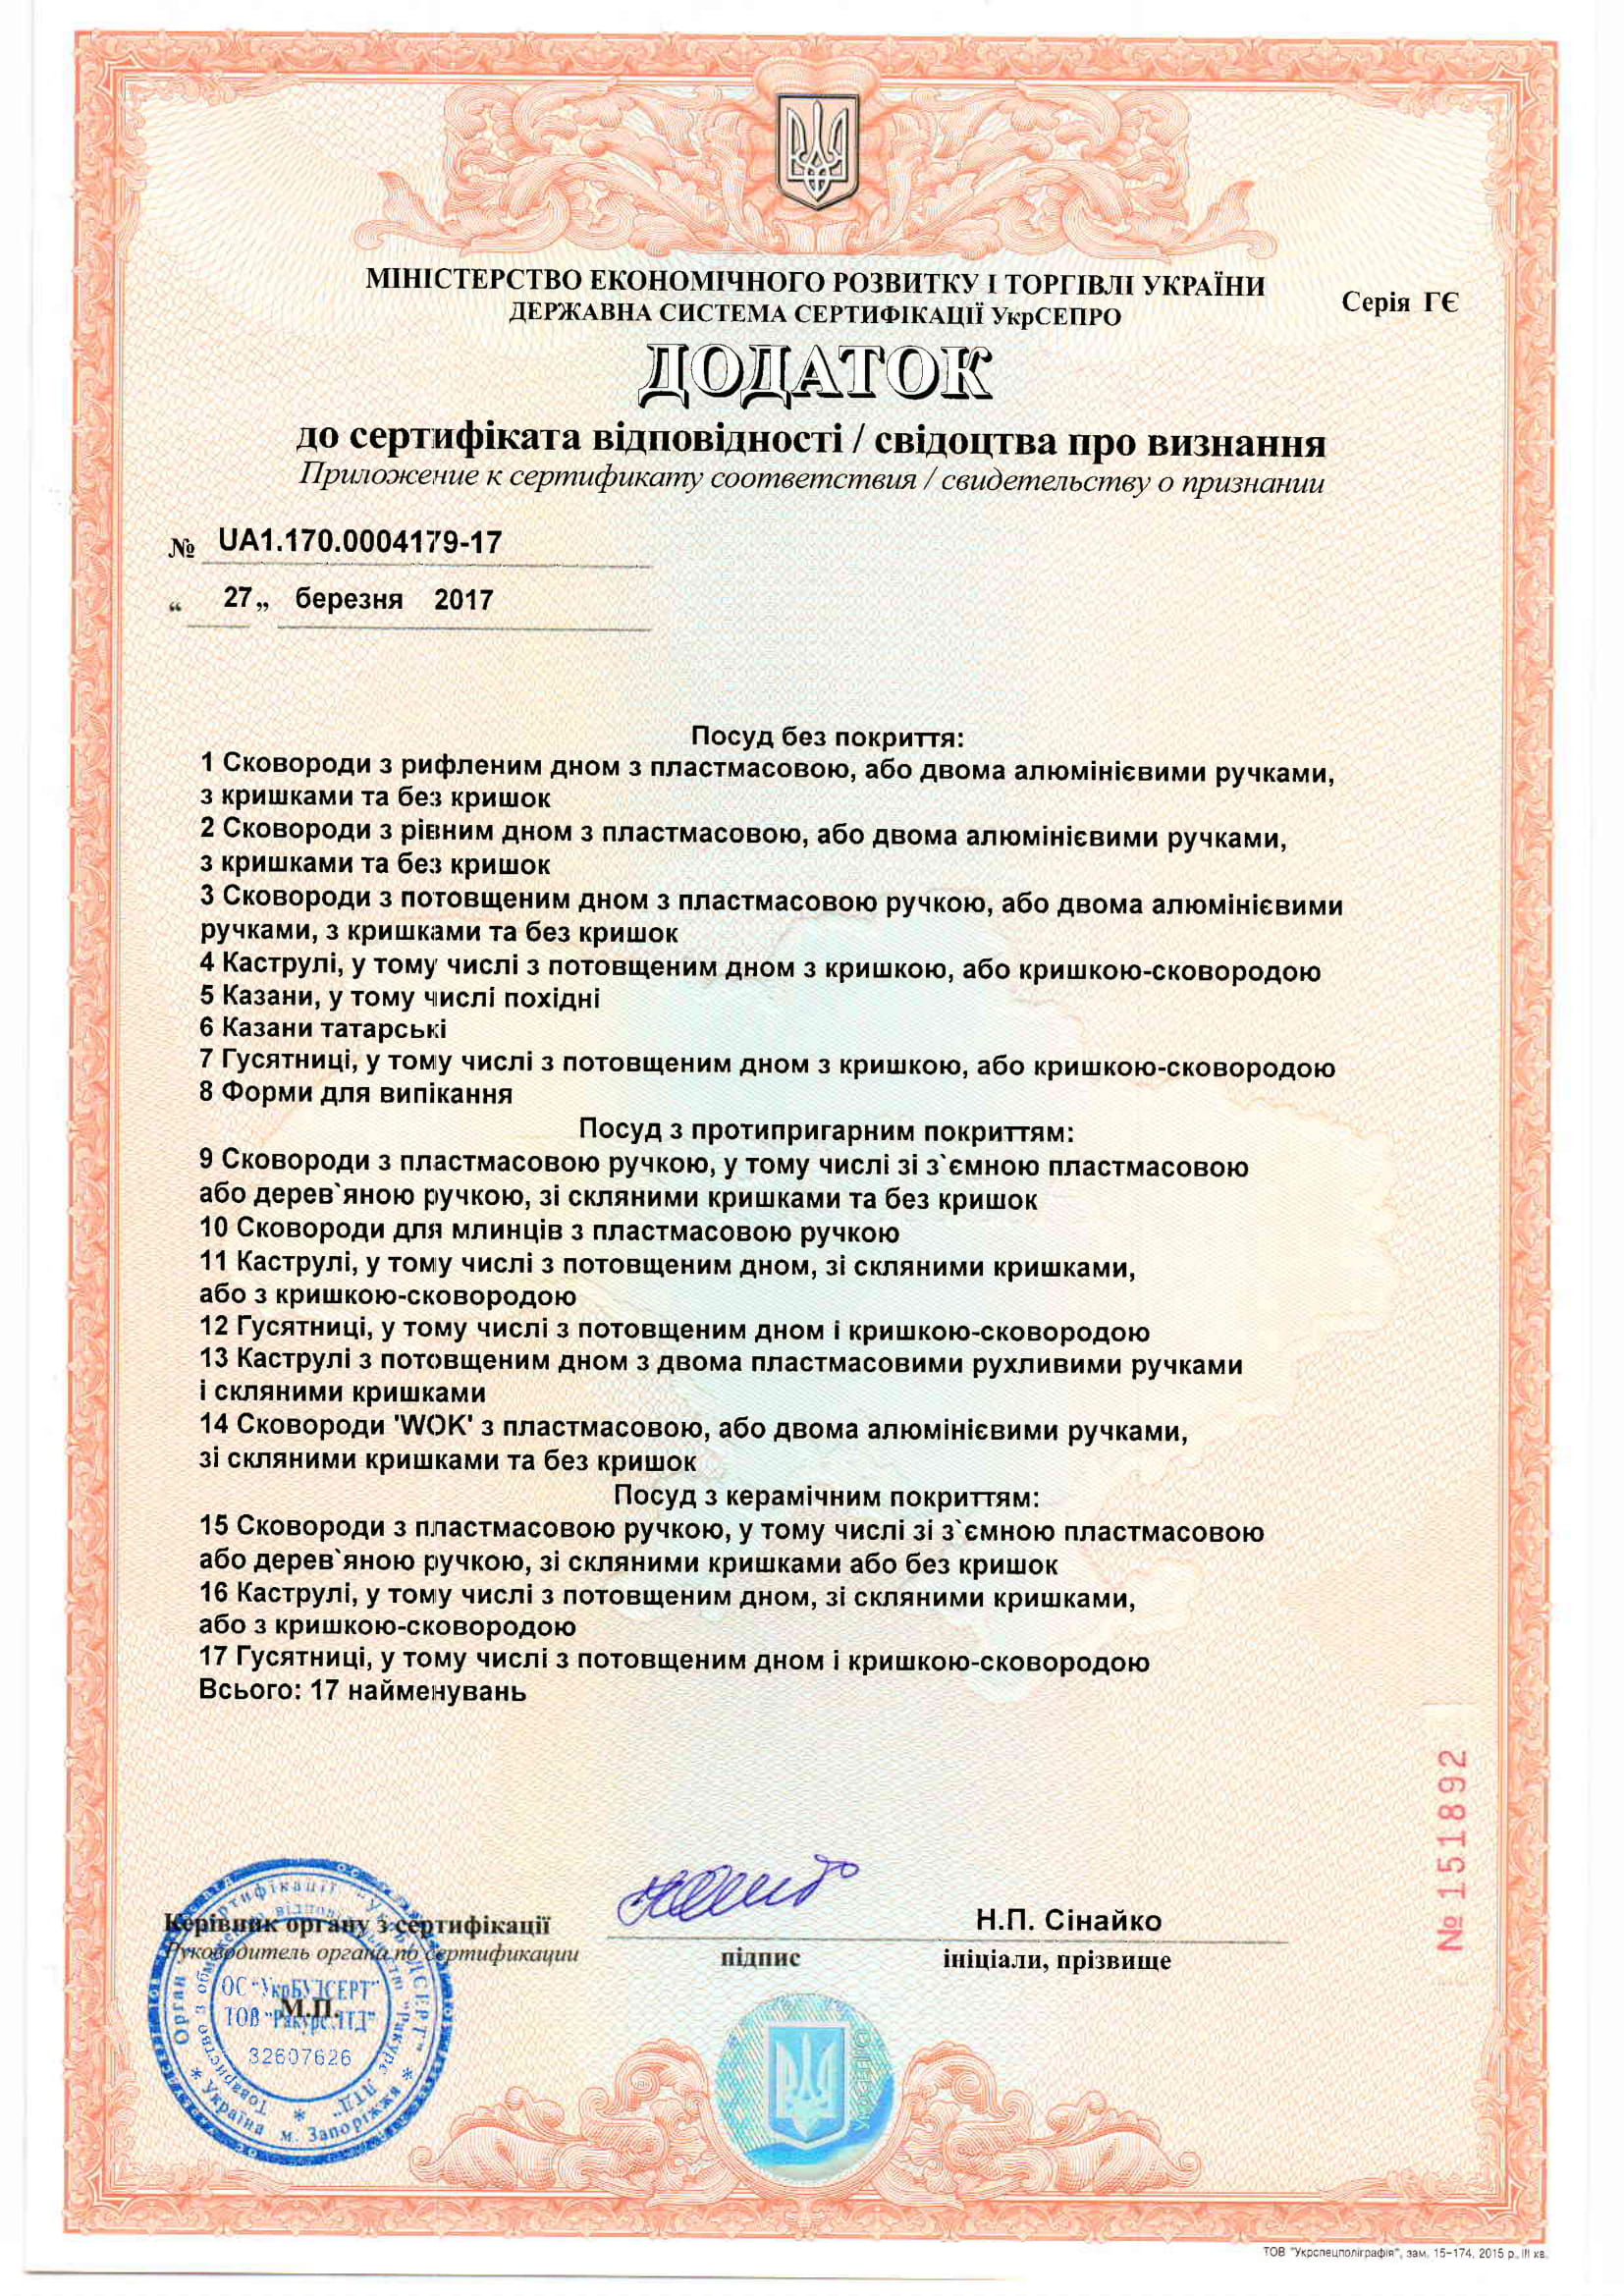 МІНІСТЕРСТВО ЕКОНОМІЧНОГО РОЗВИТКУ І ТОРГІВЛІ УКРАЇНИ
ДЕРЖАВНА СИСТЕМА СЕРТИФІКАЦІЇ УкрСЕПРО
Серія ГЄ
ДОДАТОК
до сертифіката відповідності / свідоцтва про визнання
Приложение к сертификату соответствия / свидетельству о признании
№ UA1.170.0004179-17
“ 27 „ березня 2017
Посуд без покриття:
1 Сковороди з рифленим дном з пластмасовою, або двома алюмінієвими ручками,
з кришками та без кришок
2 Сковороди з рівним дном з пластмасовою, або двома алюмінієвими ручками,
з кришками та без кришок
3 Сковороди з потовщеним дном з пластмасовою ручкою, або двома алюмінієвими
ручками, з кришками та без кришок
4 Каструлі, у тому числі з потовщеним дном з кришкою, або кришкою-сковородою
5 Казани, у тому числі похідні
6 Казани татарські
7 Гусятниці, у тому числі з потовщеним дном з кришкою, або кришкою-сковородою
8 Форми для випікання
Посуд з протипригарним покриттям:
9 Сковороди з пластмасовою ручкою, у тому числі зі з`ємною пластмасовою
або дерев`яною ручкою, зі скляними кришками та без кришок
10 Сковороди для млинців з пластмасовою ручкою
11 Каструлі, у тому числі з потовщеним дном, зі скляними кришками,
або з кришкою-сковородою
12 Гусятниці, у тому числі з потовщеним дном і кришкою-сковородою
13 Каструлі з потовщеним дном з двома пластмасовими рухливими ручками
і скляними кришками
14 Сковороди 'WOK' з пластмасовою, або двома алюмінієвими ручками,
зі скляними кришками та без кришок
Посуд з керамічним покриттям:
15 Сковороди з пластмасовою ручкою, у тому числі зі з`ємною пластмасовою
або дерев`яною ручкою, зі скляними кришками або без кришок
16 Каструлі, у тому числі з потовщеним дном, зі скляними кришками,
або з кришкою-сковородою
17 Гусятниці, у тому числі з потовщеним дном і кришкою-сковородою
Всього: 17 найменувань
№ 151892
Керівник органу з сертифікації
Руководитель органа по сертификации
підпис
Н.П. Сінайко
ініціали, прізвище
М.П.
ОС "УкрБУДСЕРТ"
ТОВ "Ракурс ЛТД"
32607626
Орган сертифікації "УкрБУДСЕРТ"
Товариство з обмеженою відповідальністю "Ракурс ЛТД"
Україна м. Запоріжжя
УкрСЕПРО
ТОВ "Укрспецполіграфія", зам. 15-174, 2015 р., III кв.